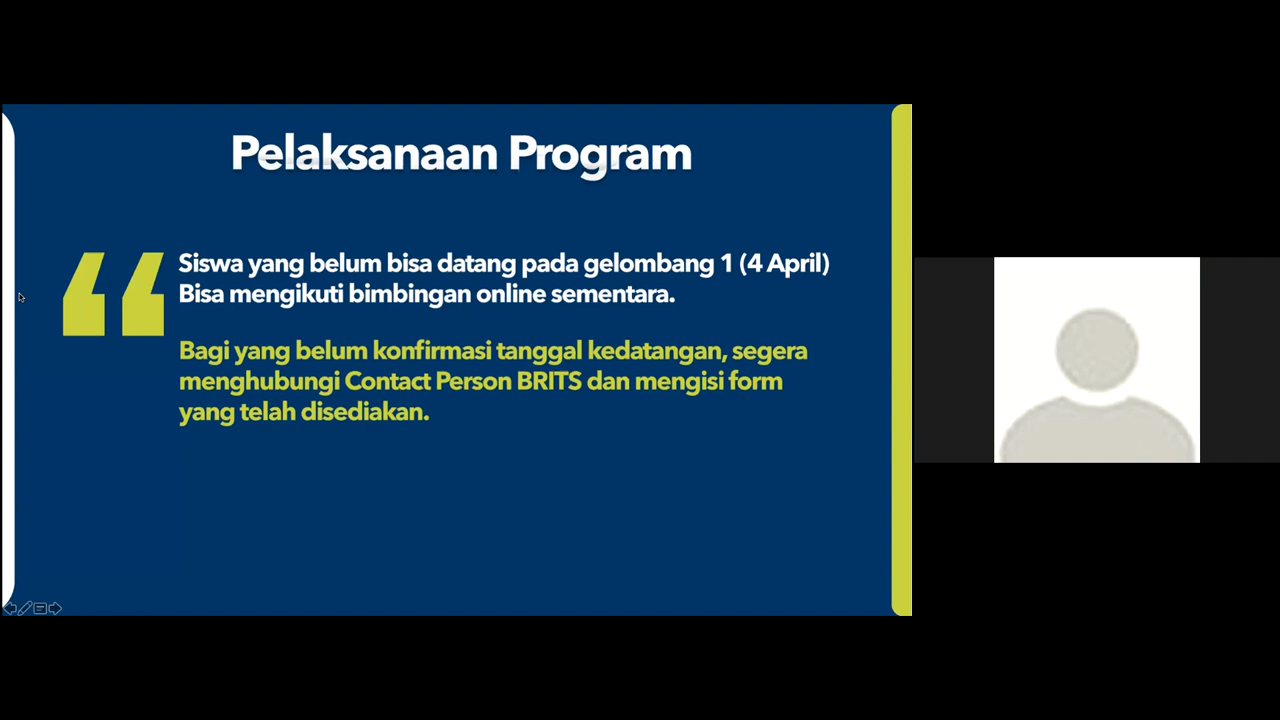 Pelaksanaan Program
Siswa yang belum bisa datang pada gelombang 1 (4 April)
Bisa mengikuti bimbingan online sementara.
Bagi yang belum konfirmasi tanggal kedatangan, segera
menghubungi Contact Person BRITS dan mengisi form
yang telah disediakan.